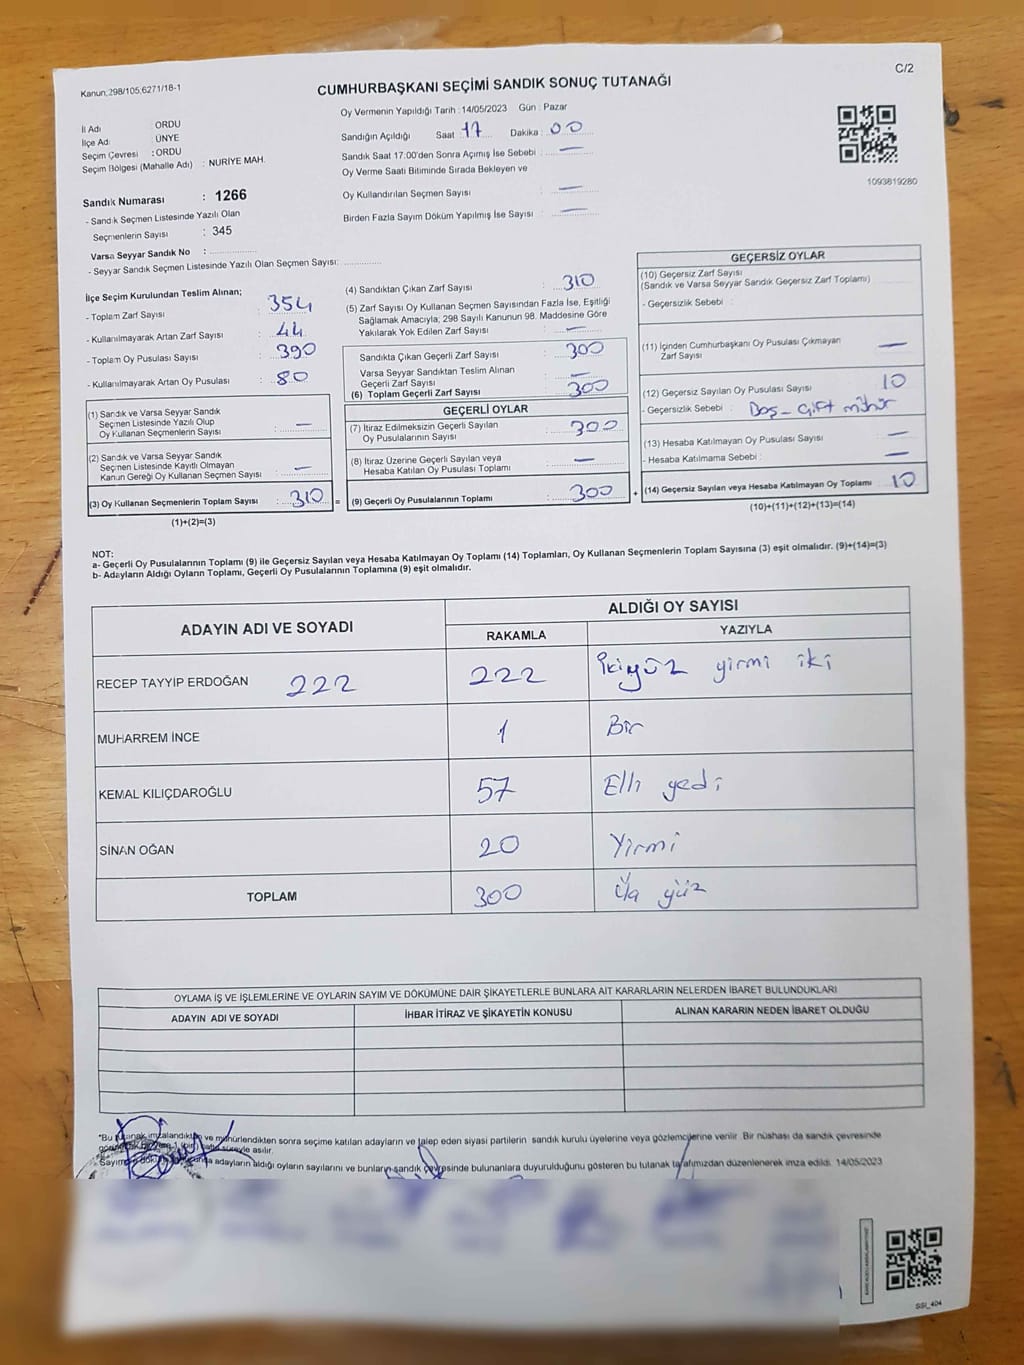 C/2
Kanun, 298/105,6271/18-1
CUMHURBAŞKANI SEÇİMİ SANDIK SONUÇ TUTANAĞI
Oy Vermenin Yapıldığı Tarih : 14/05/2023 Gün : Pazar
İl Adı : ORDU
İlçe Adı : ÜNYE
Seçim Çevresi : ORDU
Seçim Bölgesi (Mahalle Adı) : NURİYE MAH.
Sandık Numarası : 1266
- Sandık Seçmen Listesinde Yazılı Olan
Seçmenlerin Sayısı : 345
Varsa Seyyar Sandık No :
- Seyyar Sandık Seçmen Listesinde Yazılı Olan Seçmen Sayısı:
Sandığın Açıldığı Saat : 17 Dakika : 00
Sandık Saat 17:00'den Sonra Açımış İse Sebebi : —
Oy Verme Saati Bitiminde Sırada Bekleyen ve
Oy Kullandırılan Seçmen Sayısı : —
Birden Fazla Sayım Döküm Yapılmış İse Sayısı : —
1093819280
İlçe Seçim Kurulundan Teslim Alınan;
- Toplam Zarf Sayısı : 354
- Kullanılmayarak Artan Zarf Sayısı : 44
- Toplam Oy Pusulası Sayısı : 390
- Kullanılmayarak Artan Oy Pusulası : 80
(1) Sandık ve Varsa Seyyar Sandık
Seçmen Listesinde Yazılı Olup
Oy Kullanan Seçmenlerin Sayısı : —
(2) Sandık ve Varsa Seyyar Sandık
Seçmen Listesinde Kayıtlı Olmayan
Kanun Gereği Oy Kullanan Seçmen Sayısı : —
(3) Oy Kullanan Seçmenlerin Toplam Sayısı : 310 =
(1)+(2)=(3)
(4) Sandıktan Çıkan Zarf Sayısı : 310
(5) Zarf Sayısı Oy Kullanan Seçmen Sayısından Fazla İse, Eşitliği
Sağlamak Amacıyla, 298 Sayılı Kanunun 98. Maddesine Göre
Yakılarak Yok Edilen Zarf Sayısı : —
Sandıkta Çıkan Geçerli Zarf Sayısı : 300
Varsa Seyyar Sandıktan Teslim Alınan
Geçerli Zarf Sayısı : —
(6) Toplam Geçerli Zarf Sayısı : 300
GEÇERLİ OYLAR
(7) İtiraz Edilmeksizin Geçerli Sayılan
Oy Pusulalarının Sayısı : 300
(8) İtiraz Üzerine Geçerli Sayılan veya
Hesaba Katılan Oy Pusulası Toplamı : —
(9) Geçerli Oy Pusulalarının Toplamı : 300 +
GEÇERSİZ OYLAR
(10) Geçersiz Zarf Sayısı
(Sandık ve Varsa Seyyar Sandık Geçersiz Zarf Toplamı)
- Geçersizlik Sebebi :
(11) İçinden Cumhurbaşkanı Oy Pusulası Çıkmayan
Zarf Sayısı —
(12) Geçersiz Sayılan Oy Pusulası Sayısı 10
- Geçersizlik Sebebi : Boş - Çift mühür
(13) Hesaba Katılmayan Oy Pusulası Sayısı —
- Hesaba Katılmama Sebebi : —
(14) Geçersiz Sayılan veya Hesaba Katılmayan Oy Toplamı 10
(10)+(11)+(12)+(13)=(14)
NOT:
a- Geçerli Oy Pusulalarının Toplamı (9) ile Geçersiz Sayılan veya Hesaba Katılmayan Oy Toplamı (14) Toplamları, Oy Kullanan Seçmenlerin Toplam Sayısına (3) eşit olmalıdır. (9)+(14)=(3)
b- Adayların Aldığı Oyların Toplamı, Geçerli Oy Pusulalarının Toplamına (9) eşit olmalıdır.
ADAYIN ADI VE SOYADI
ALDIĞI OY SAYISI
RAKAMLA YAZIYLA
RECEP TAYYIP ERDOĞAN 222 222 İkiyüz yirmi iki
MUHARREM İNCE 1 Bir
KEMAL KILIÇDAROĞLU 57 Elli yedi
SİNAN OĞAN 20 Yirmi
TOPLAM 300 Üç yüz
OYLAMA İŞ VE İŞLEMLERİNE VE OYLARIN SAYIM VE DÖKÜMÜNE DAİR ŞİKAYETLERLE BUNLARA AİT KARARLARIN NELERDEN İBARET BULUNDUKLARI
ADAYIN ADI VE SOYADI İHBAR İTİRAZ VE ŞİKAYETİN KONUSU ALINAN KARARIN NEDEN İBARET OLDUĞU
*Bu tutanak imzalandıktan ve mühürlendikten sonra seçime katılan adayların ve talep eden siyasi partilerin sandık kurulu üyelerine veya gözlemcilerine verilir. Bir nüshası da sandık çevresinde
süreyle asılır.
adayların aldığı oyların sayılarını ve bunların sandık çevresinde bulunanlara duyurulduğunu gösteren bu tutanak tarafımızdan düzenlenerek imza edildi. 14/05/2023
SSI_404